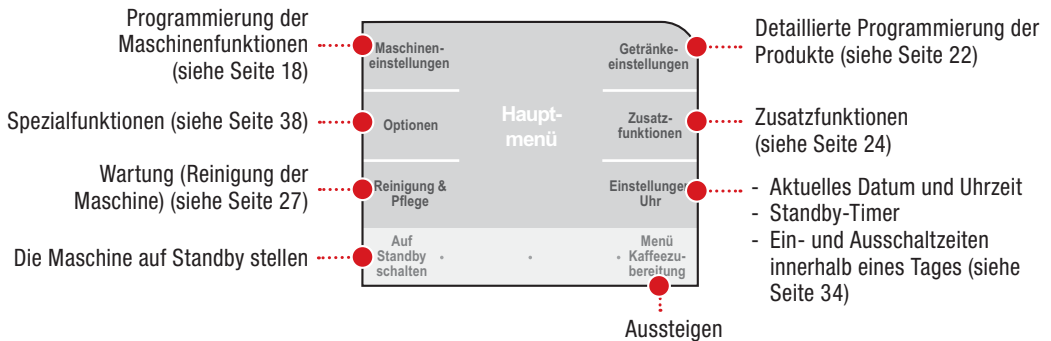 Programmierung der
Maschinenfunktionen
(siehe Seite 18)
Spezialfunktionen (siehe Seite 38)
Wartung (Reinigung der
Maschine) (siehe Seite 27)
Die Maschine auf Standby stellen
Maschinen-
einstellungen
Optionen
Reinigung &
Pflege
Auf
Standby
schalten
Haupt-
menü
Getränke-
einstellungen
Zusatz-
funktionen
Einstellungen
Uhr
Menü
Kaffeezu-
bereitung
Detaillierte Programmierung der
Produkte (siehe Seite 22)
Zusatzfunktionen
(siehe Seite 24)
- Aktuelles Datum und Uhrzeit
- Standby-Timer
- Ein- und Ausschaltzeiten
innerhalb eines Tages (siehe
Seite 34)
Aussteigen